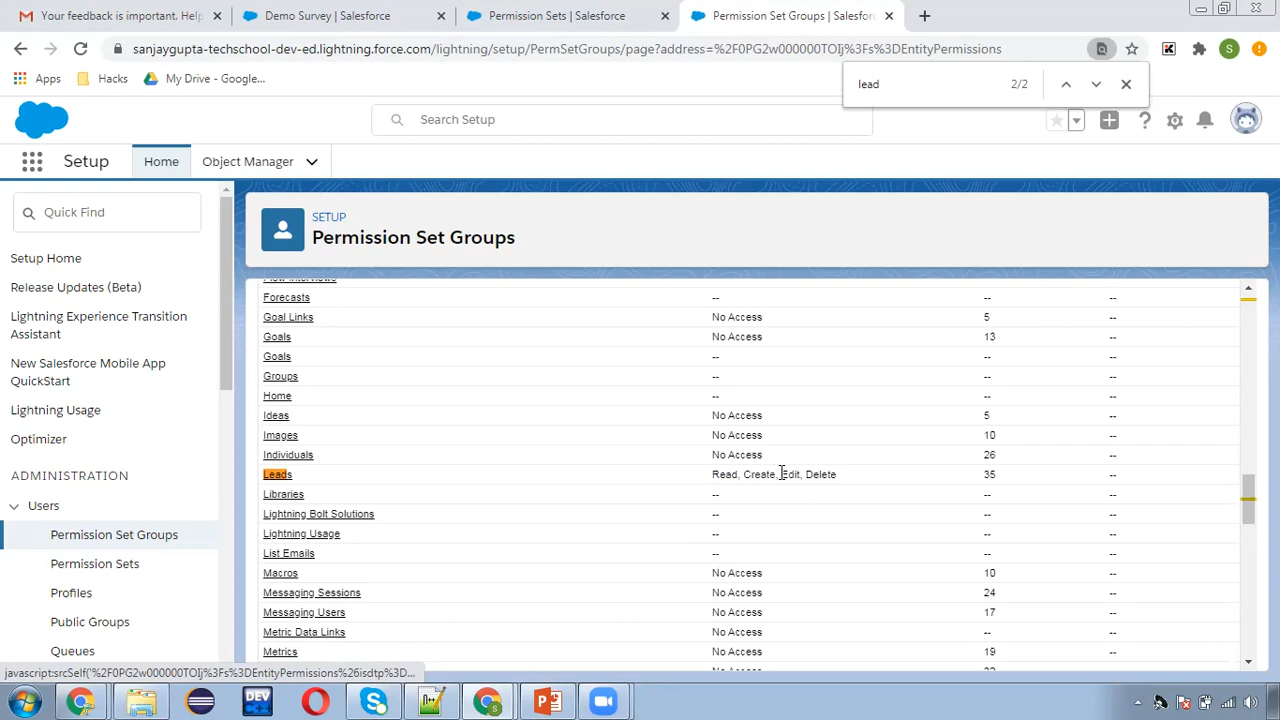 Your feedback is important. Help
Demo Survey | Salesforce
Permission Sets | Salesforce
Permission Set Groups | Salesfor
sanjaygupta-techschool-dev-ed.lightning.force.com/lightning/setup/PermSetGroups/page?address=%2F0PG2w000000TOIj%3Fs%3DEntityPermissions
S
Apps
Hacks
My Drive - Google...
lead
2/2
Search Setup
Setup
Home
Object Manager
Quick Find
Setup Home
Release Updates (Beta)
Lightning Experience Transition
Assistant
New Salesforce Mobile App
QuickStart
Lightning Usage
Optimizer
ADMINISTRATION
Users
Permission Set Groups
Permission Sets
Profiles
Public Groups
Queues
SETUP
Permission Set Groups
Flow Interviews
Forecasts -- -- --
Goal Links No Access 5 --
Goals No Access 13 --
Goals -- -- --
Groups -- -- --
Home -- -- --
Ideas No Access 5 --
Images No Access 10 --
Individuals No Access 26 --
Leads Read, Create, Edit, Delete 35 --
Libraries -- -- --
Lightning Bolt Solutions -- -- --
Lightning Usage -- -- --
List Emails -- -- --
Macros No Access 10 --
Messaging Sessions No Access 24 --
Messaging Users No Access 17 --
Metric Data Links No Access -- --
Metrics No Access 19 --
javascript:srcSelf('%2F0PG2w000000TOIj%3Fs%3DEntityPermissions%26isdtp%3D...
DEV